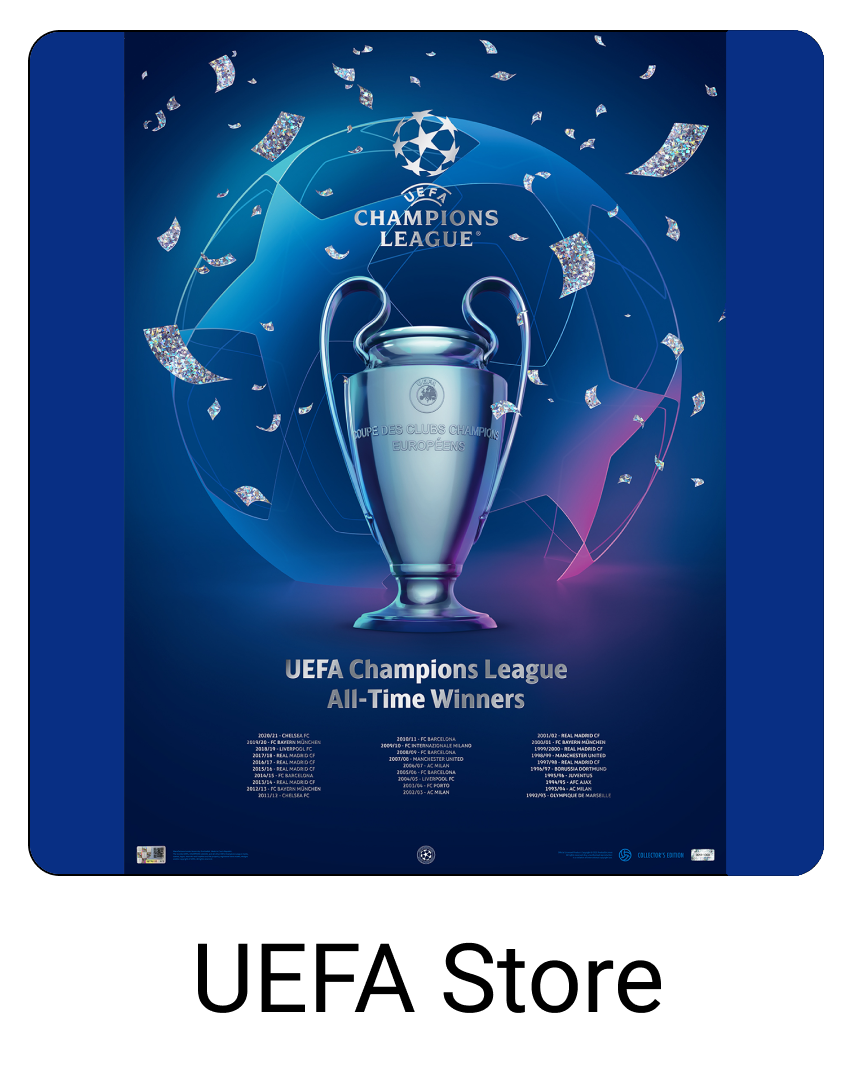 UEFA
CHAMPIONS
LEAGUE®
COUPE DES CLUBS CHAMPIONS
EUROPÉENS
UEFA Champions League
All-Time Winners
2020/21 - CHELSEA FC
2019/20 - FC BAYERN MÜNCHEN
2018/19 - LIVERPOOL FC
2017/18 - REAL MADRID CF
2016/17 - REAL MADRID CF
2015/16 - REAL MADRID CF
2014/15 - FC BARCELONA
2013/14 - REAL MADRID CF
2012/13 - FC BAYERN MÜNCHEN
2011/12 - CHELSEA FC
2010/11 - FC BARCELONA
2009/10 - FC INTERNAZIONALE MILANO
2008/09 - FC BARCELONA
2007/08 - MANCHESTER UNITED
2006/07 - AC MILAN
2005/06 - FC BARCELONA
2004/05 - LIVERPOOL FC
2003/04 - FC PORTO
2002/03 - AC MILAN
2001/02 - REAL MADRID CF
2000/01 - FC BAYERN MÜNCHEN
1999/2000 - REAL MADRID CF
1998/99 - MANCHESTER UNITED
1997/98 - REAL MADRID CF
1996/97 - BORUSSIA DORTMUND
1995/96 - JUVENTUS
1994/95 - AFC AJAX
1993/94 - AC MILAN
1992/93 - OLYMPIQUE DE MARSEILLE
COLLECTOR'S EDITION
UEFA Store